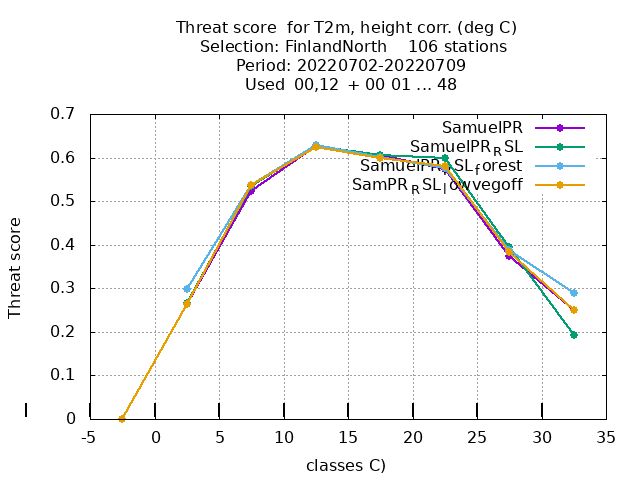 Threat score for T2m, height corr. (deg C)
Selection: FinlandNorth 106 stations
Period: 20220702-20220709
Used 00,12 + 00 01 ... 48
SamuelPR
SamuelPR_RSL
SamuelPR_RSL_forest
SamPR_RSL_lowvegoff
Threat score
0.7
0.6
0.5
0.4
0.3
0.2
0.1
0
-5 0 5 10 15 20 25 30 35
classes C)